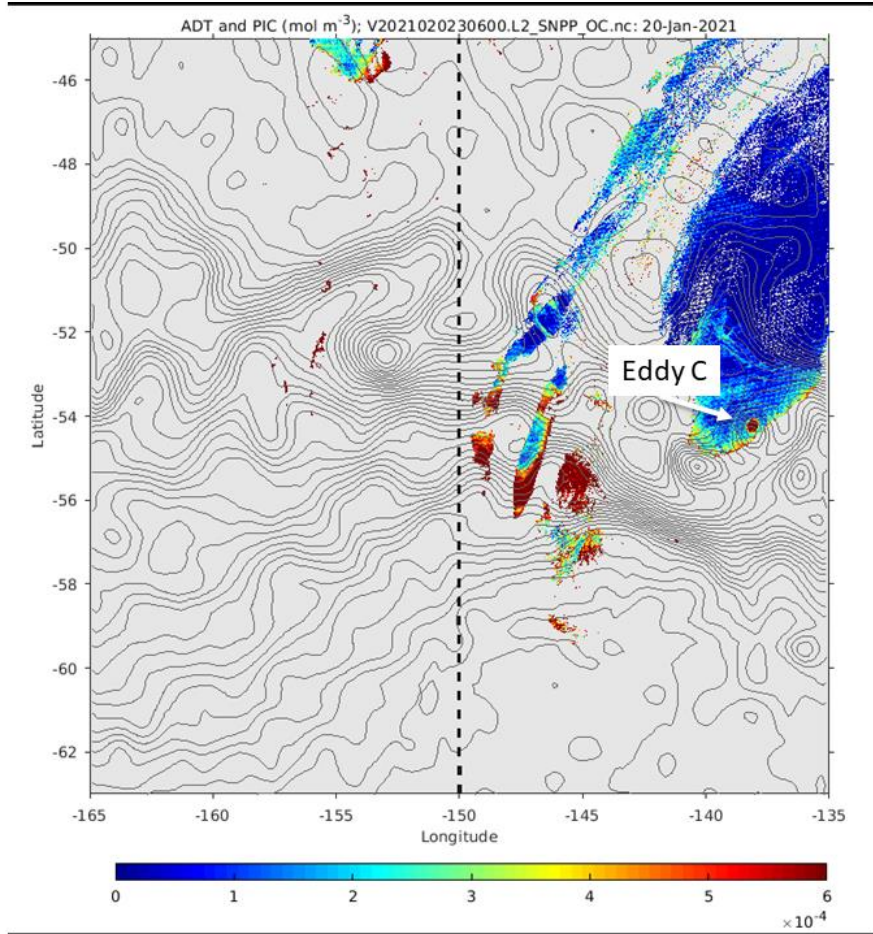 ADT and PIC (mol m⁻³); V2021020230600.L2_SNPP_OC.nc: 20-Jan-2021
-46
-48
-50
-52
Eddy C
-54
-56
-58
-60
-62
Latitude
-165 -160 -155 -150 -145 -140 -135
Longitude
0 1 2 3 4 5 6
×10⁻⁴